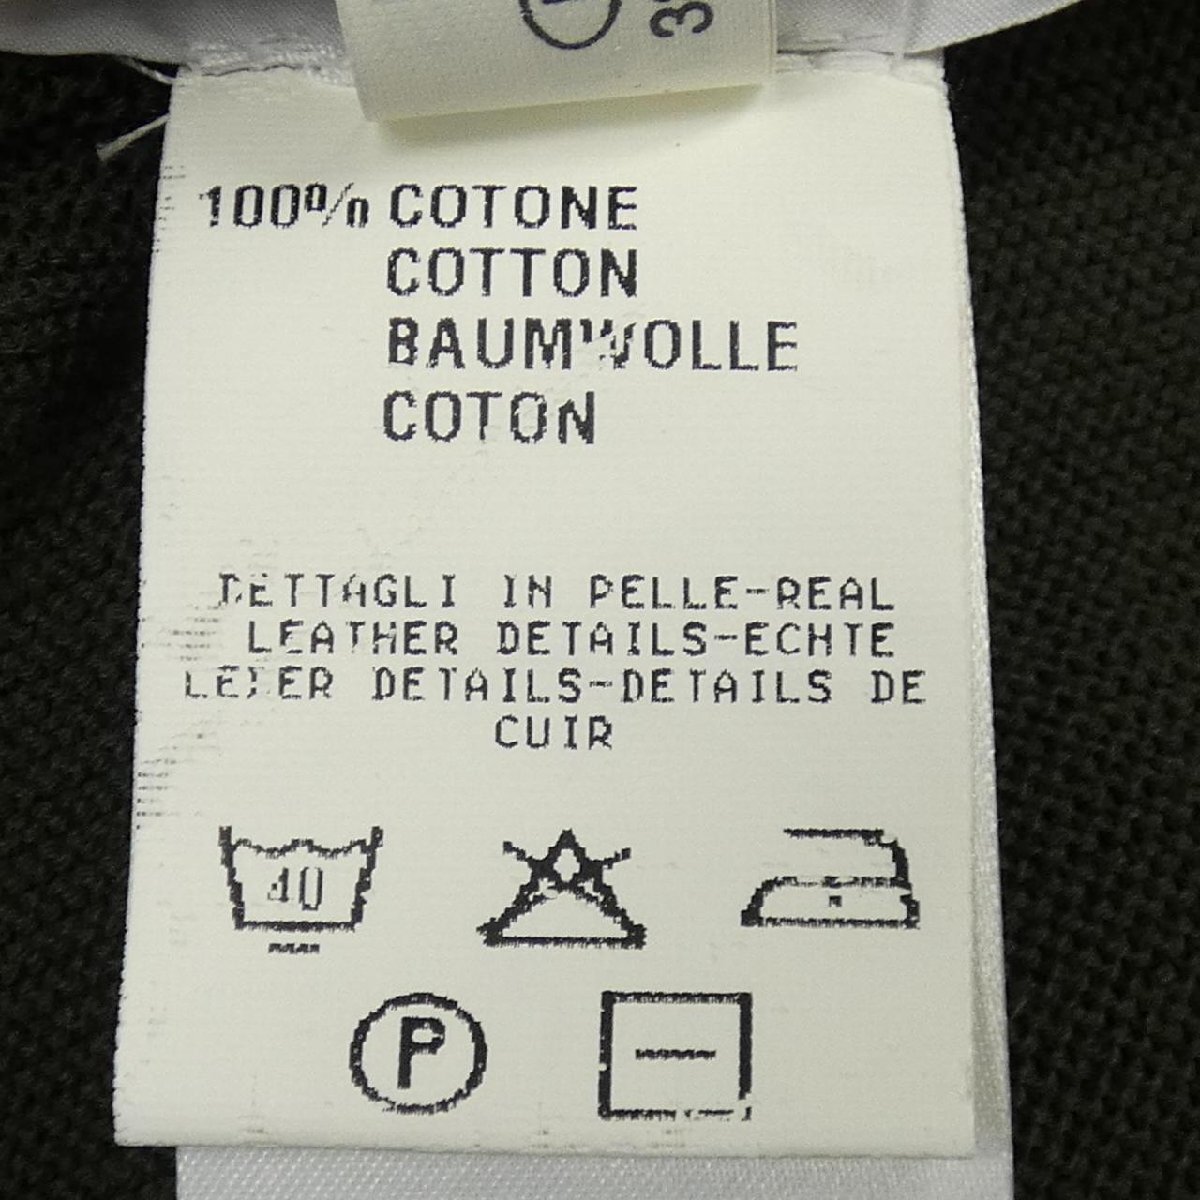 100% COTONE
COTTON
BAUMWOLLE
COTON
DETTAGLI IN PELLE-REAL
LEATHER DETAILS-ECHTE
LEDER DETAILS-DETAILS DE
CUIR
40
P